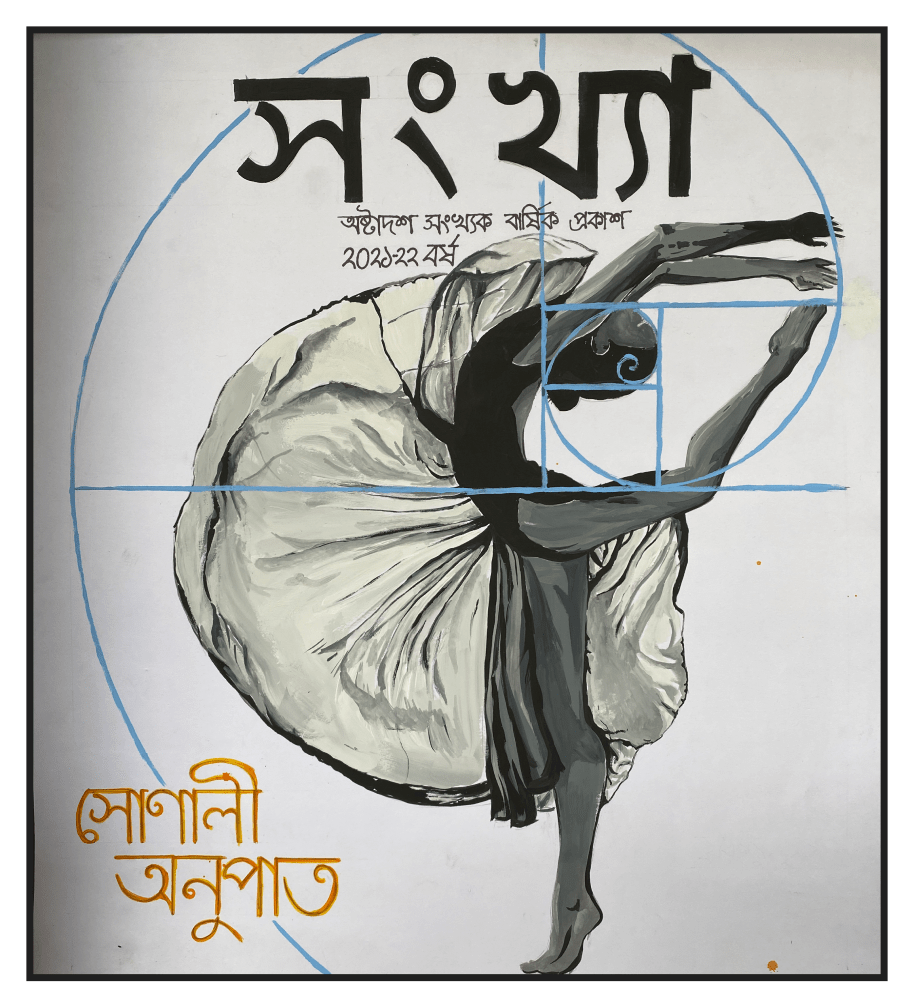 সংখ্যা
অষ্টাদশ সংখ্যক বার্ষিক প্রকাশ
২০২১-২২ বর্ষ
সোণালী
অনুপাত